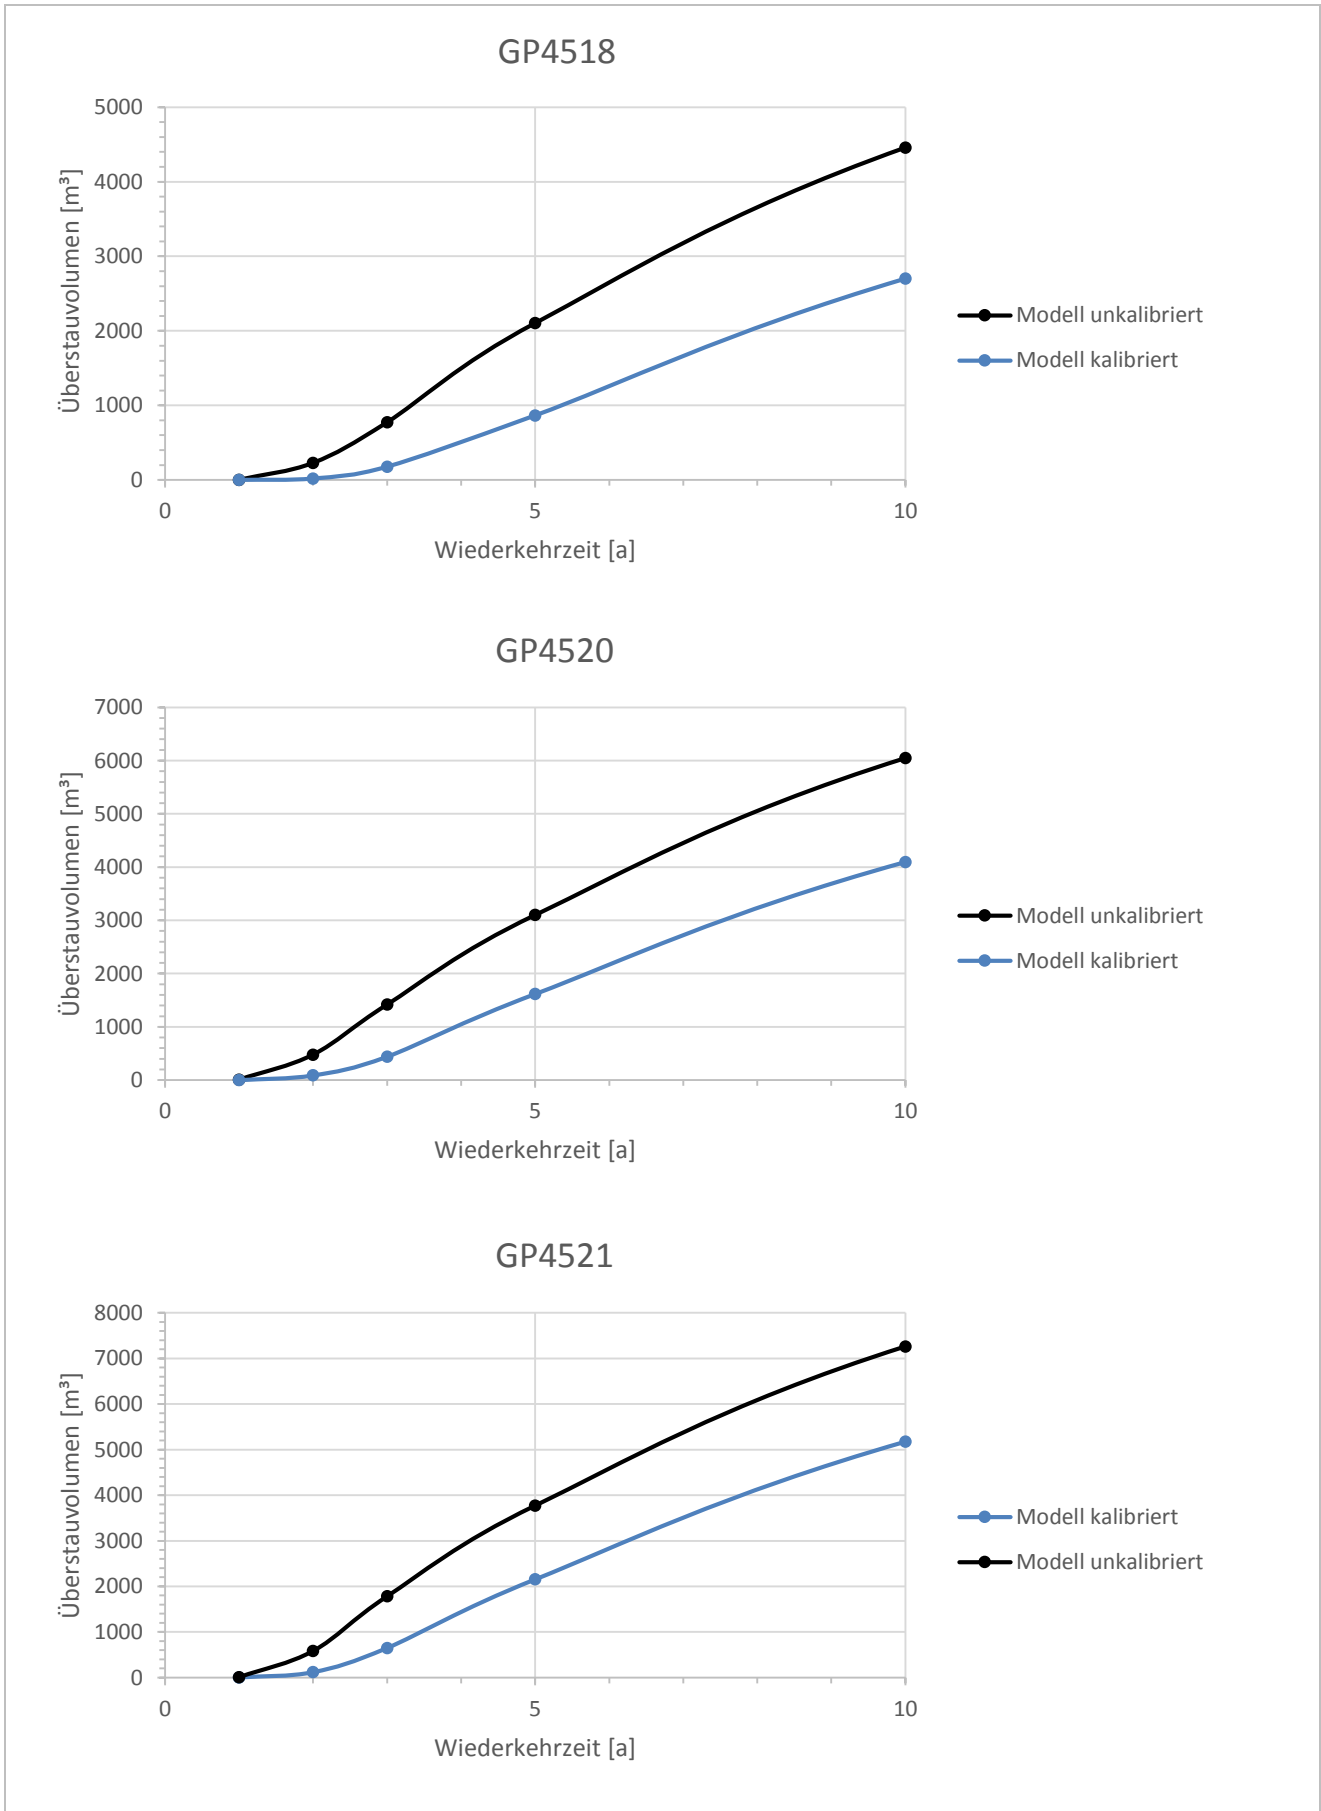 GP4518
5000
4000
3000
2000
1000
0
Überstauvolumen [m³]
0 5 10
Wiederkehrzeit [a]
Modell unkalibriert
Modell kalibriert
GP4520
7000
6000
5000
4000
3000
2000
1000
0
Überstauvolumen [m³]
0 5 10
Wiederkehrzeit [a]
Modell unkalibriert
Modell kalibriert
GP4521
8000
7000
6000
5000
4000
3000
2000
1000
0
Überstauvolumen [m³]
0 5 10
Wiederkehrzeit [a]
Modell kalibriert
Modell unkalibriert